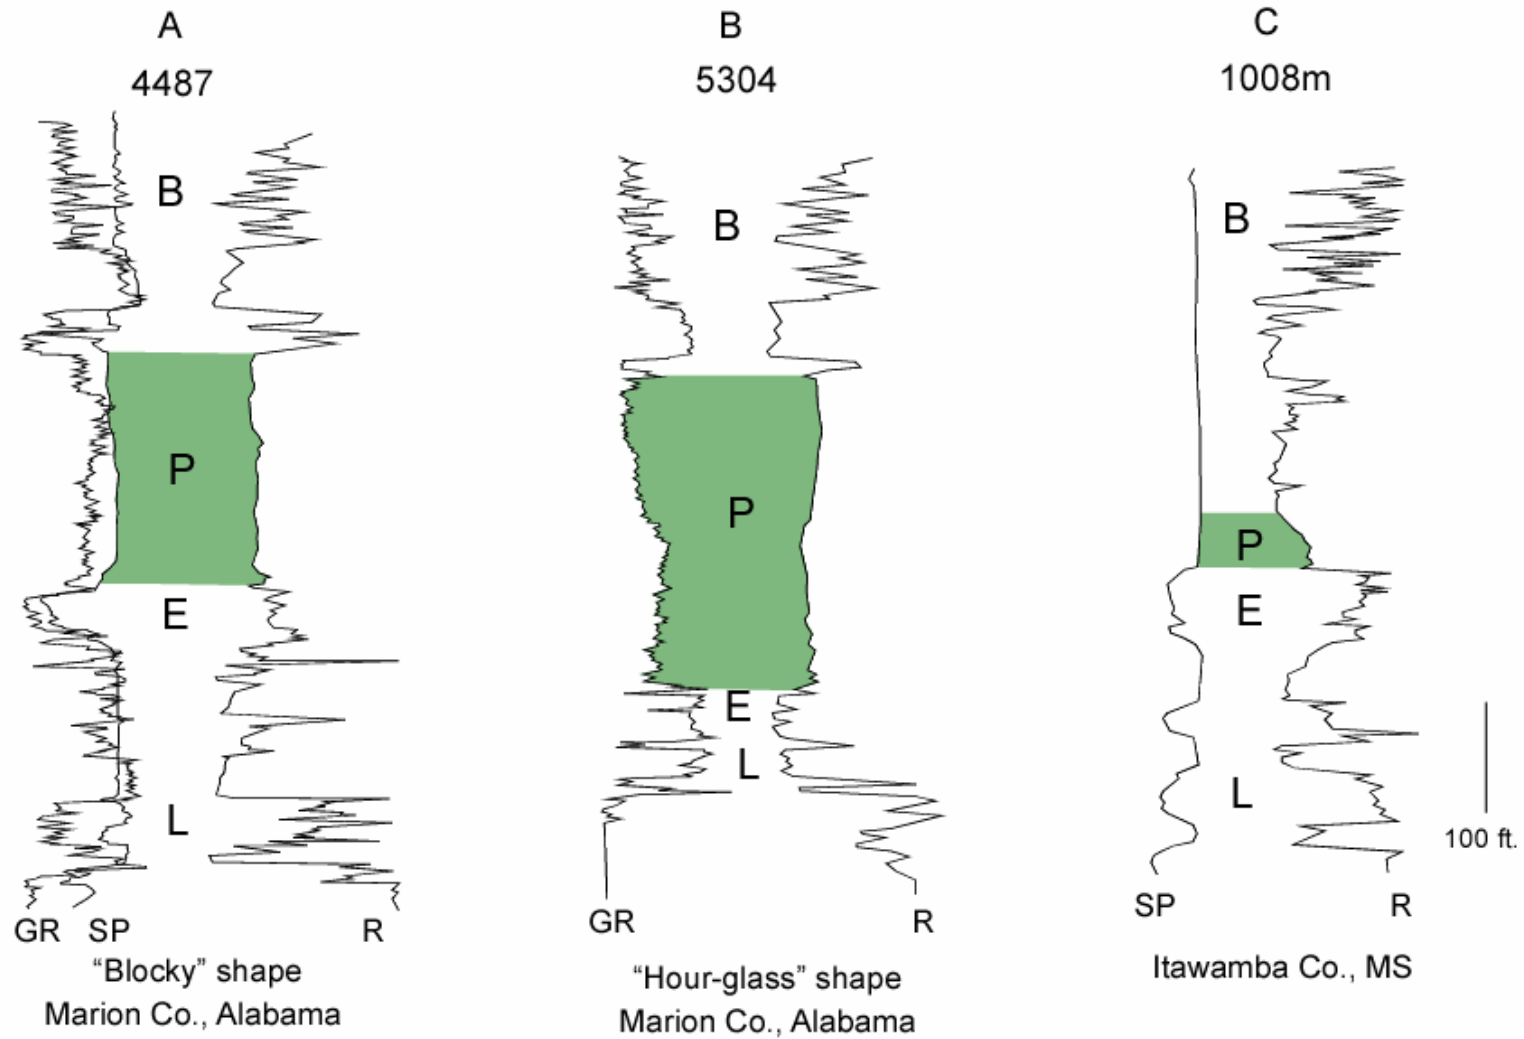 A
4487
B
P
E
L
GR SP R
“Blocky” shape
Marion Co., Alabama
B
5304
B
P
E
L
GR R
“Hour-glass” shape
Marion Co., Alabama
C
1008m
B
P
E
L
100 ft.
SP R
Itawamba Co., MS